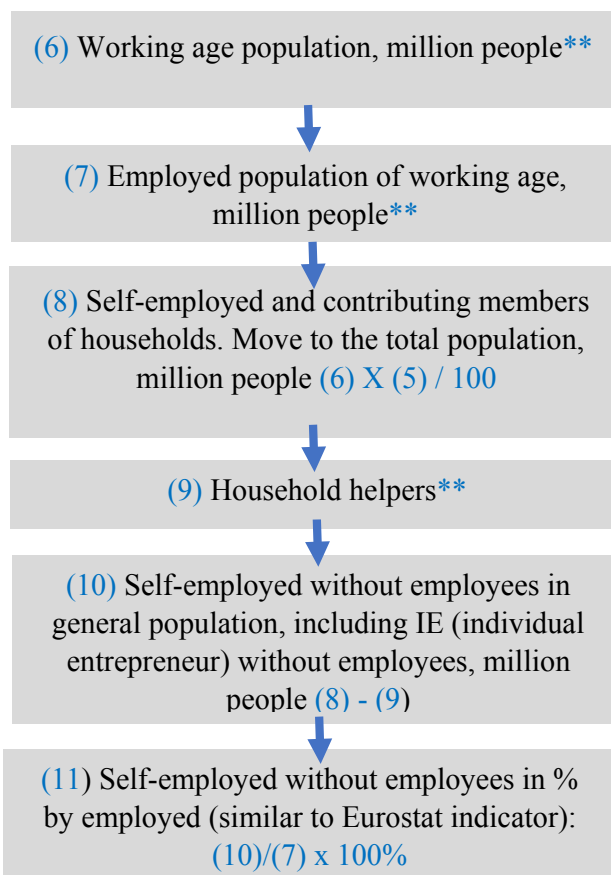 (6) Working age population, million people**
(7) Employed population of working age,
million people**
(8) Self-employed and contributing members
of households. Move to the total population,
million people (6) X (5) / 100
(9) Household helpers**
(10) Self-employed without employees in
general population, including IE (individual
entrepreneur) without employees, million
people (8) - (9)
(11) Self-employed without employees in %
by employed (similar to Eurostat indicator):
(10)/(7) x 100%